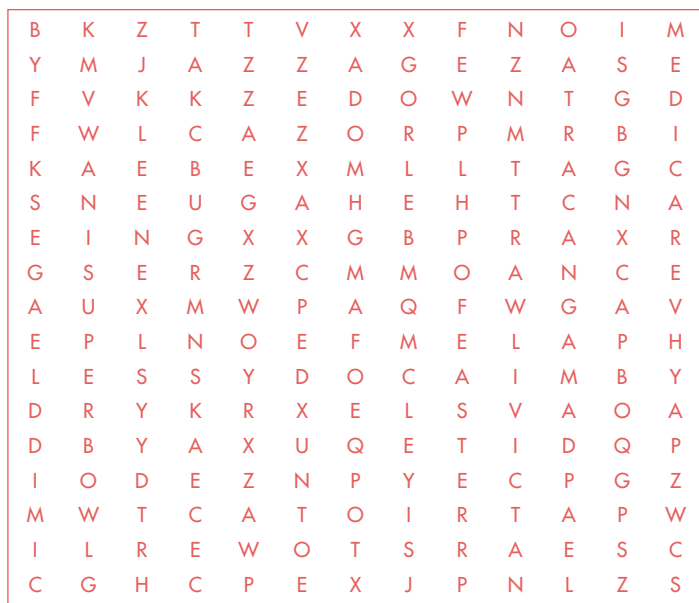 B K Z T T V X X F N O I M
Y M J A Z Z A G E Z A S E
F V K K Z E D O W N T G D
F W L C A Z O R P M R B I
K A E B E X M L L T A G C
S N E U G A H E H T C N A
E I N G X X G B P R A X R
G S E R Z C M M O A N C E
A U X M W P A Q F W G A V
E P L N O E F M E L A P H
L E S S Y D O C A I M B Y
D R Y K R X E L S V A O A
D B Y A X U Q E T I D Q P
I O D E Z N P Y E C P G Z
M W T C A T O I R T A P W
I L R E W O T S R A E S C
C G H C P E X J P N L Z S